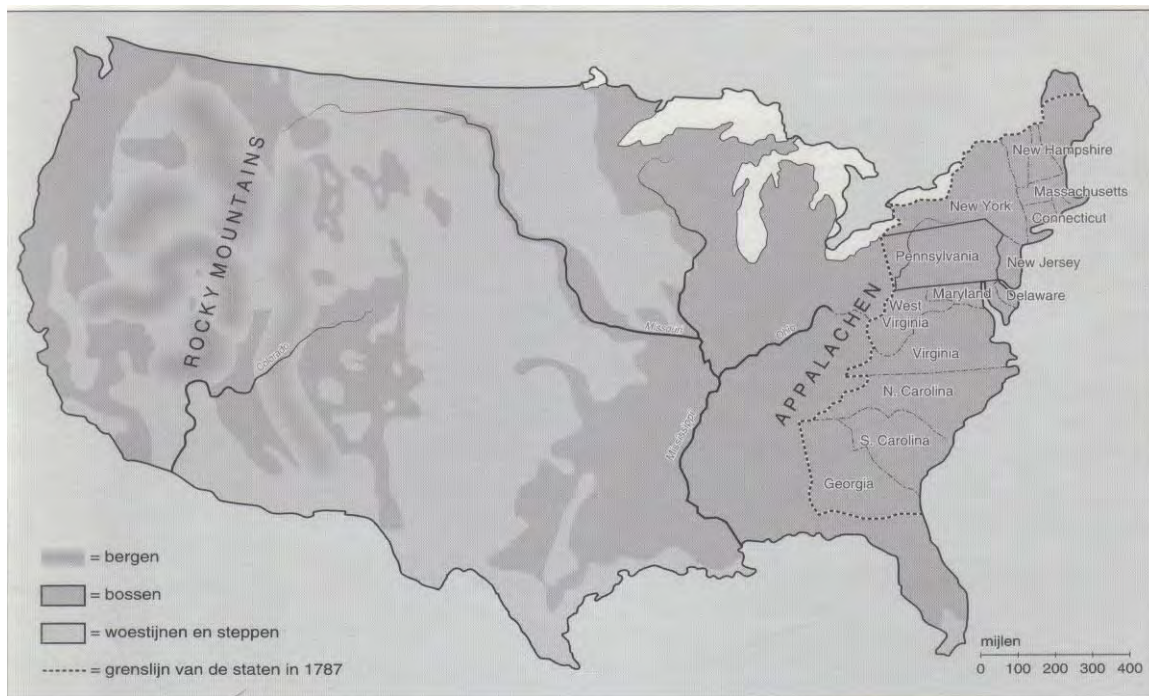 ROCKY MOUNTAINS
Colorado
Missouri
Ohio
Mississippi
APPALACHEN
New Hampshire
Massachusetts
New York
Connecticut
Pennsylvania
New Jersey
Maryland
Delaware
West
Virginia
Virginia
N. Carolina
S. Carolina
Georgia
= bergen
= bossen
= woestijnen en steppen
= grenslijn van de staten in 1787
mijlen
0 100 200 300 400